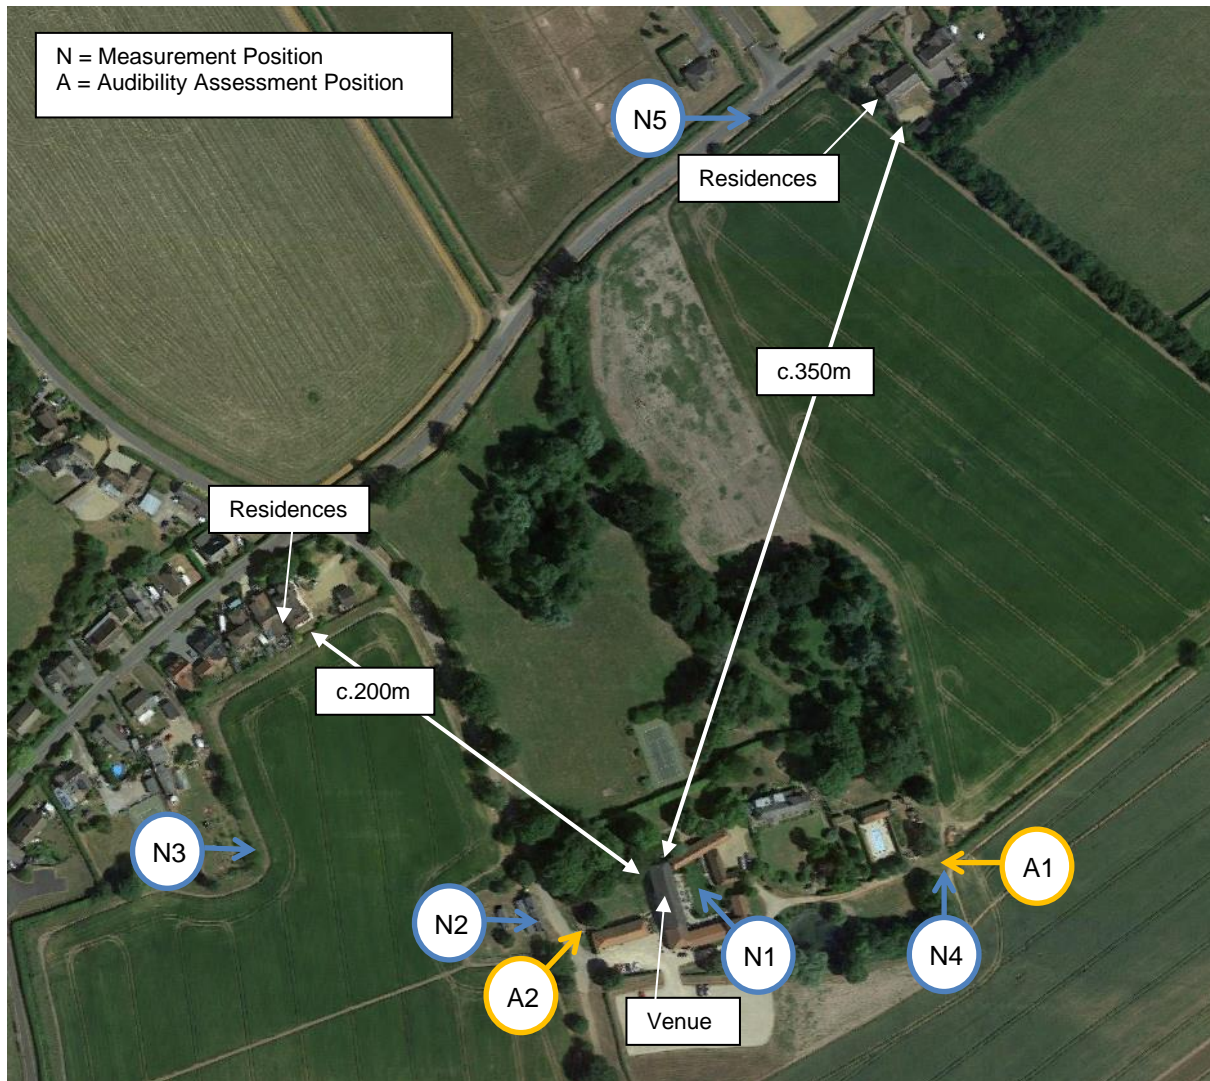 N = Measurement Position
A = Audibility Assessment Position
N5
Residences
c.350m
Residences
c.200m
N3
N2
A2
N1
Venue
N4
A1